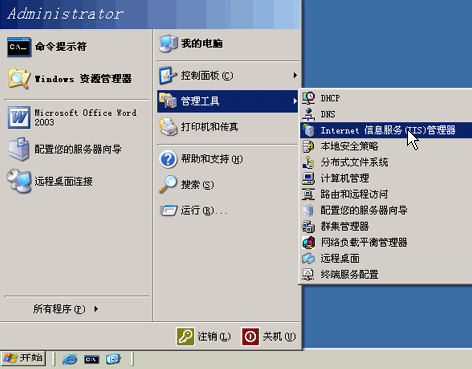 Administrator
命令提示符
Windows 资源管理器
Microsoft Office Word
2003
配置您的服务器向导
远程桌面连接
所有程序(P)
我的电脑
控制面板(C)
管理工具
打印机和传真
帮助和支持(H)
搜索(S)
运行(R)...
DHCP
DNS
Internet 信息服务(IIS)管理器
本地安全策略
分布式文件系统
计算机管理
路由和远程访问
配置您的服务器向导
群集管理器
网络负载平衡管理器
远程桌面
终端服务配置
注销(L)
关机(U)
开始